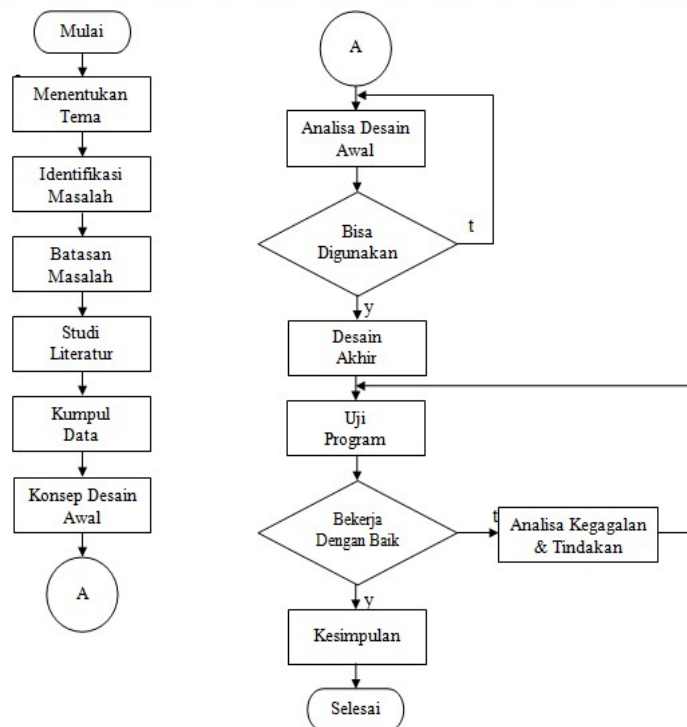 Mulai
Menentukan
Tema
Identifikasi
Masalah
Batasan
Masalah
Studi
Literatur
Kumpul
Data
Konsep Desain
Awal
A
A
Analisa Desain
Awal
Bisa
Digunakan
t
y
Desain
Akhir
Uji
Program
Bekerja
Dengan Baik
t
Analisa Kegagalan
& Tindakan
y
Kesimpulan
Selesai